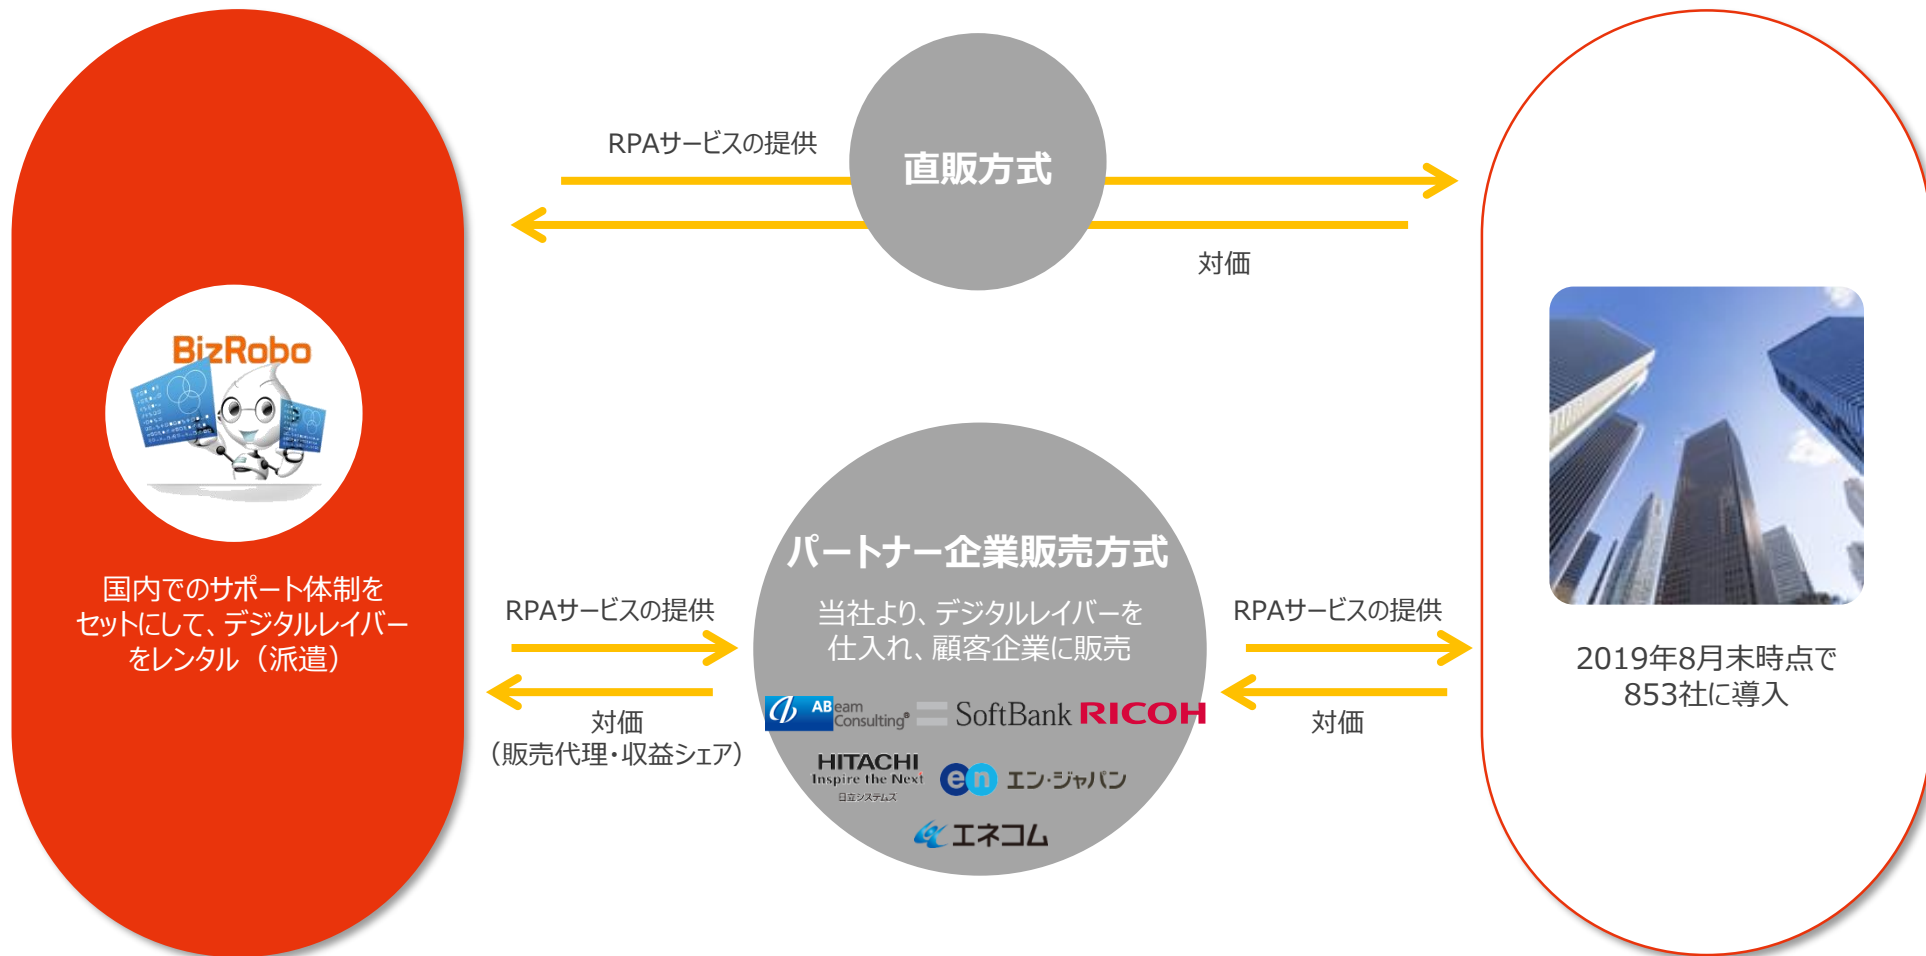 RPAサービスの提供
直販方式
対価
BizRobo
国内でのサポート体制を
セットにして、デジタルレイバー
をレンタル（派遣）
パートナー企業販売方式
当社より、デジタルレイバーを
仕入れ、顧客企業に販売
RPAサービスの提供
対価
（販売代理・収益シェア）
RPAサービスの提供
対価
ABeam
Consulting®
SoftBank
RICOH
HITACHI
Inspire the Next
日立システムズ
en エン・ジャパン
エネコム
2019年8月末時点で
853社に導入